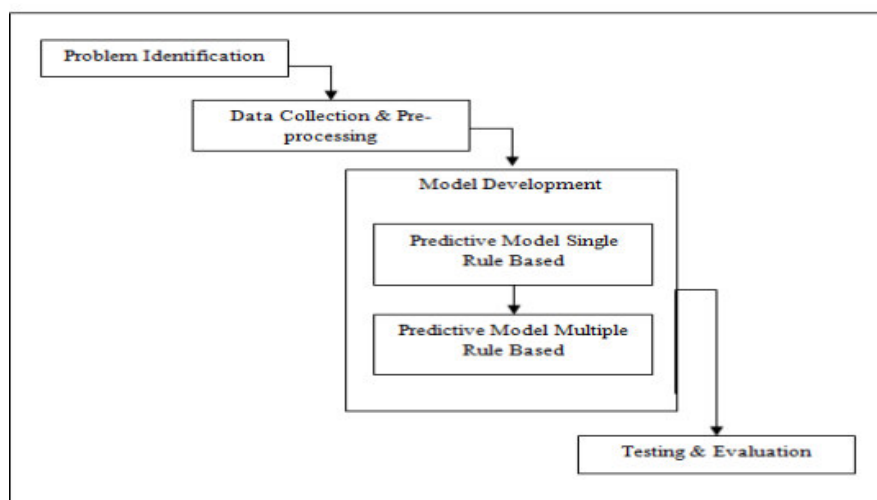 Problem Identification
Data Collection & Pre-
processing
Model Development
Predictive Model Single
Rule Based
Predictive Model Multiple
Rule Based
Testing & Evaluation